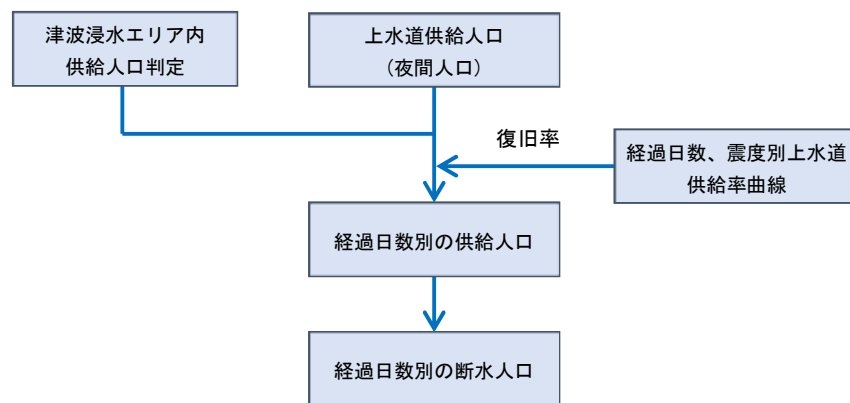 津波浸水エリア内
供給人口判定
上水道供給人口
（夜間人口）
復旧率
経過日数、震度別上水道
供給率曲線
経過日数別の供給人口
経過日数別の断水人口